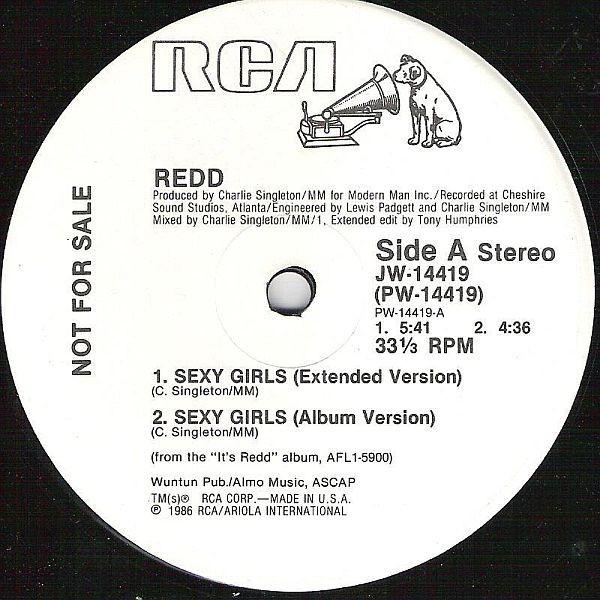 RCA
REDD
Produced by Charlie Singleton/MM for Modern Man Inc./Recorded at Cheshire
Sound Studios, Atlanta/Engineered by Lewis Padgett and Charlie Singleton/MM
Mixed by Charlie Singleton/MM/1, Extended edit by Tony Humphries
NOT FOR SALE
Side A Stereo
JW-14419
(PW-14419)
PW-14419-A
1. 5:41 2. 4:36
33⅓ RPM
1. SEXY GIRLS (Extended Version)
(C. Singleton/MM)
2. SEXY GIRLS (Album Version)
(C. Singleton/MM)
(from the "It's Redd" album, AFL1-5900)
Wuntun Pub./Almo Music, ASCAP
TM(s)® RCA CORP.—MADE IN U.S.A.
℗ 1986 RCA/ARIOLA INTERNATIONAL